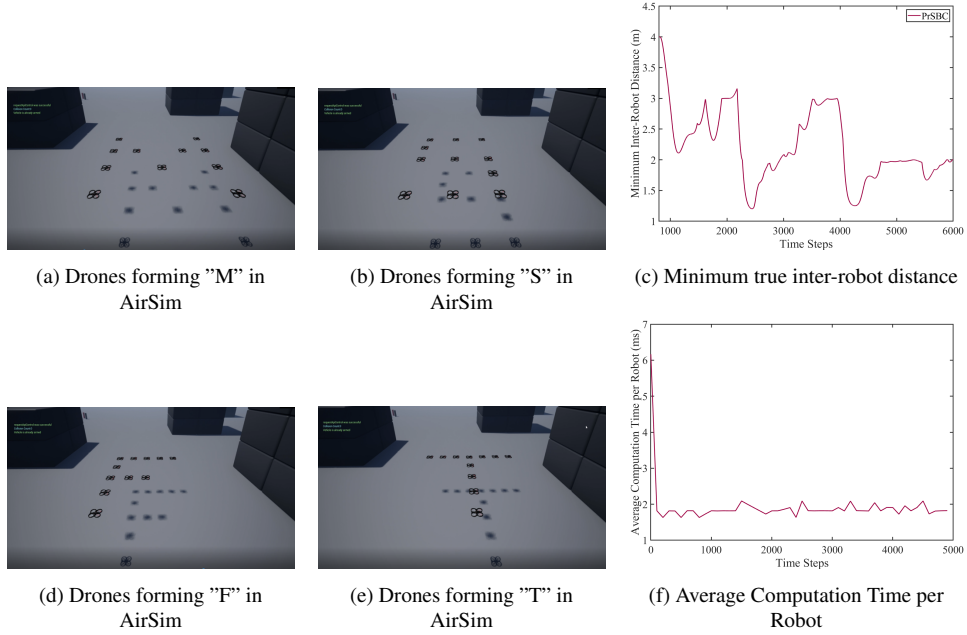 (a) Drones forming ”M” in
AirSim
(b) Drones forming ”S” in
AirSim
4.5
4
3.5
3
2.5
2
1.5
1
Minimum Inter-Robot Distance (m)
PrSBC
1000 2000 3000 4000 5000 6000
Time Steps
(c) Minimum true inter-robot distance
(d) Drones forming ”F” in
AirSim
(e) Drones forming ”T” in
AirSim
7
6
5
4
3
2
1
Average Computation Time per Robot (ms)
0 1000 2000 3000 4000 5000
Time Steps
(f) Average Computation Time per
Robot